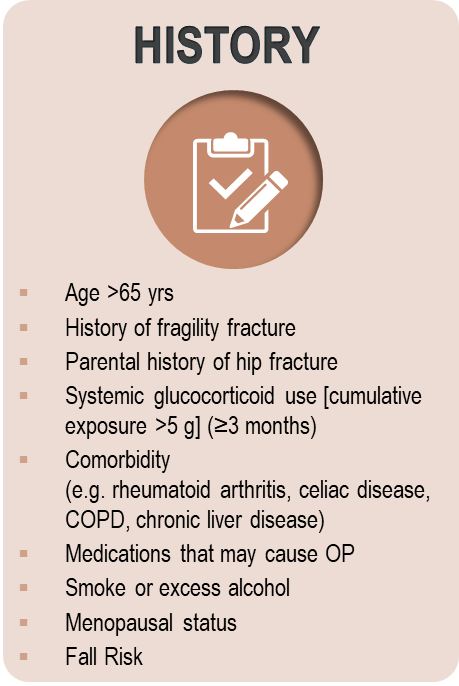 HISTORY
Age >65 yrs
History of fragility fracture
Parental history of hip fracture
Systemic glucocorticoid use [cumulative
exposure >5 g] (≥3 months)
Comorbidity
(e.g. rheumatoid arthritis, celiac disease,
COPD, chronic liver disease)
Medications that may cause OP
Smoke or excess alcohol
Menopausal status
Fall Risk